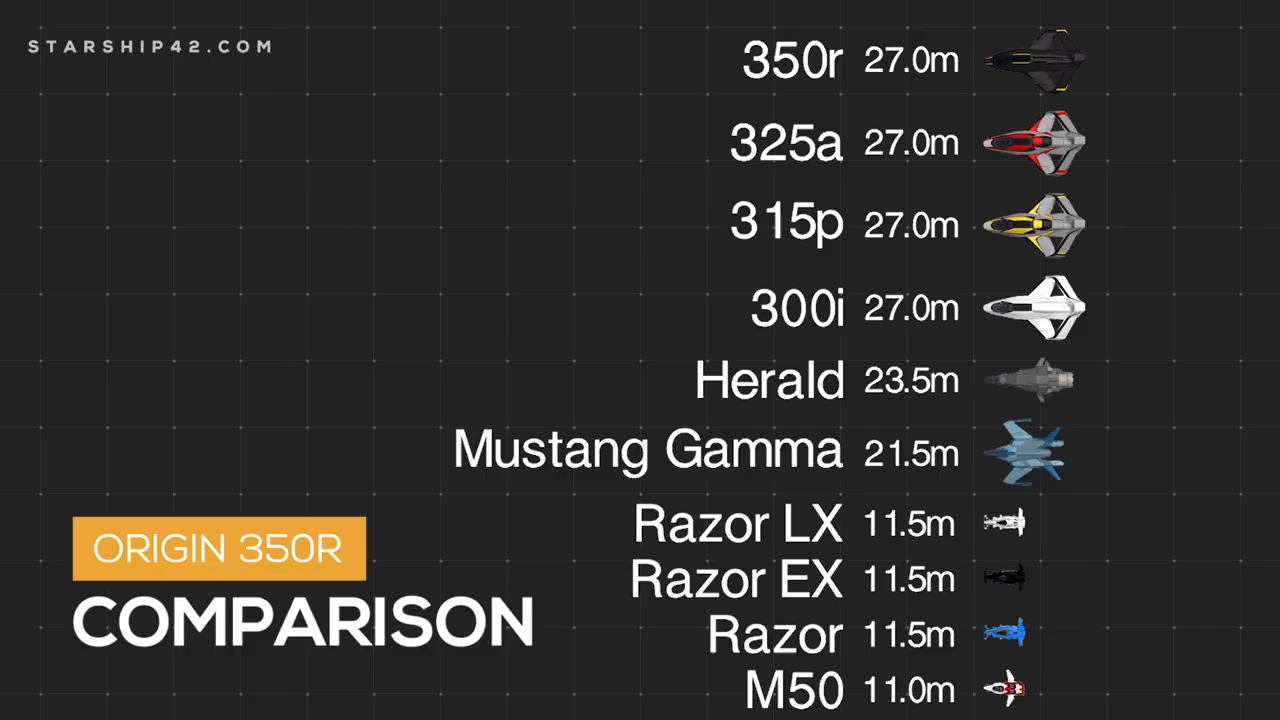 STARSHIP42.COM
350r 27.0m
325a 27.0m
315p 27.0m
300i 27.0m
Herald 23.5m
Mustang Gamma 21.5m
Razor LX 11.5m
Razor EX 11.5m
Razor 11.5m
M50 11.0m
ORIGIN 350R
COMPARISON